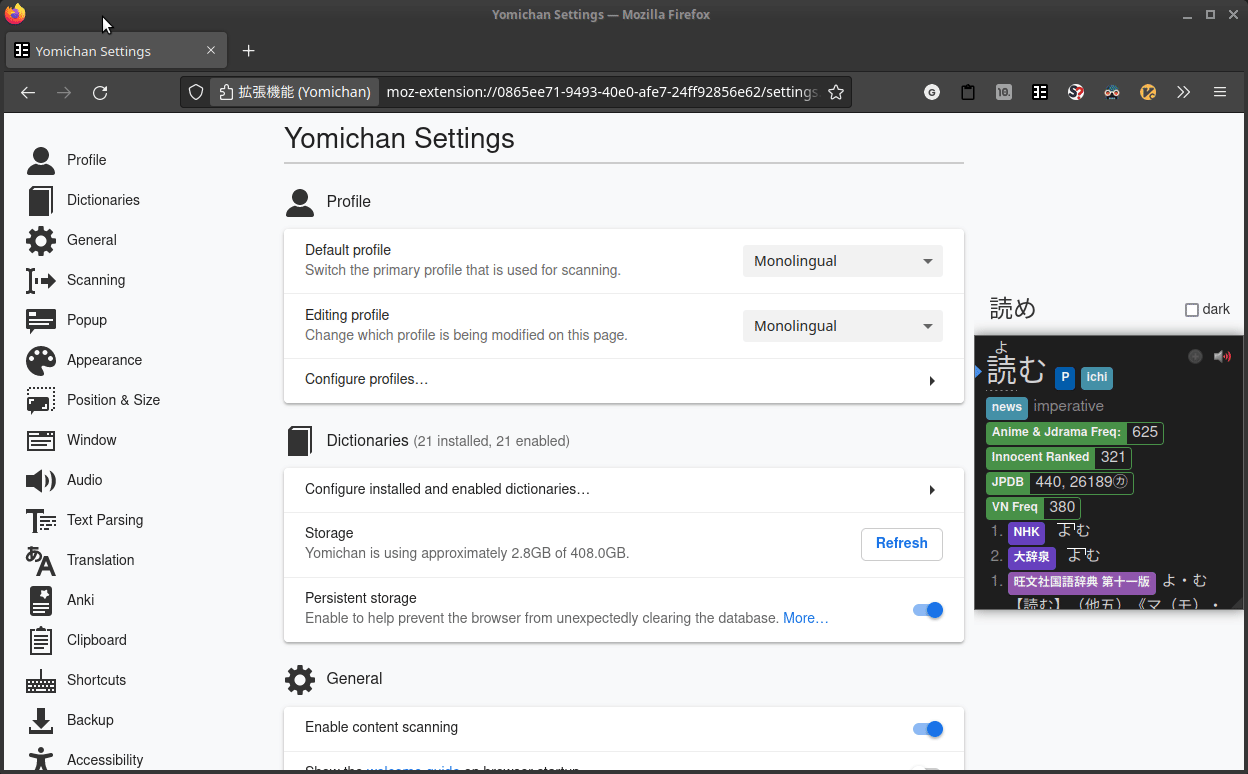 Yomichan Settings — Mozilla Firefox
Yomichan Settings
拡張機能 (Yomichan) moz-extension://0865ee71-9493-40e0-afe7-24ff92856e62/settings.
G 10.
Profile
Dictionaries
General
Scanning
Popup
Appearance
Position & Size
Window
Audio
Text Parsing
あA Translation
Anki
Clipboard
Shortcuts
Backup
Accessibility
Yomichan Settings
Profile
Default profile
Switch the primary profile that is used for scanning.
Monolingual
Editing profile
Change which profile is being modified on this page.
Monolingual
Configure profiles…
Dictionaries (21 installed, 21 enabled)
Configure installed and enabled dictionaries…
Storage
Yomichan is using approximately 2.8GB of 408.0GB.
Refresh
Persistent storage
Enable to help prevent the browser from unexpectedly clearing the database. More…
General
Enable content scanning
Show the welcome guide on browser startup
読め dark
よ
読む P ichi
news imperative
Anime & Jdrama Freq: 625
Innocent Ranked 321
JPDB 440, 26189㋕
VN Freq 380
1. NHK よむ
2. 大辞泉 よむ
1. 旺文社国語辞典 第十一版 よ・む
【読む】（他五）《マ（モ）・